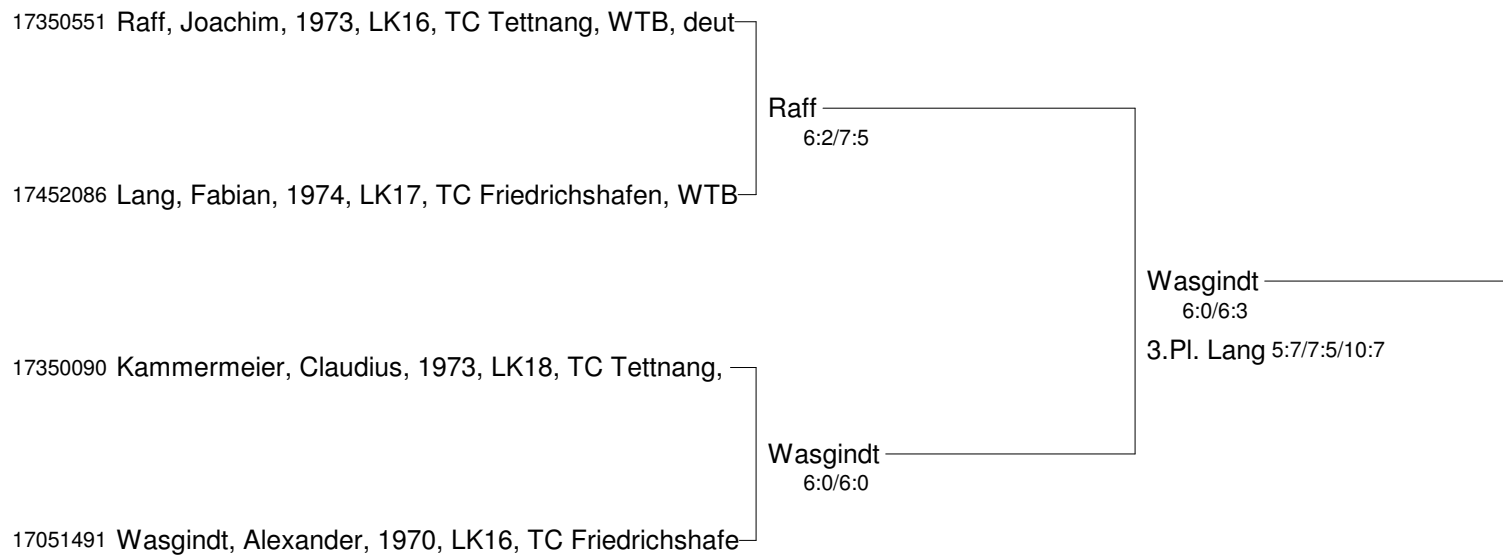 17350551 Raff, Joachim, 1973, LK16, TC Tettnang, WTB, deut
Raff
6:2/7:5
17452086 Lang, Fabian, 1974, LK17, TC Friedrichshafen, WTB
Wasgindt
6:0/6:3
3.Pl. Lang 5:7/7:5/10:7
17350090 Kammermeier, Claudius, 1973, LK18, TC Tettnang,
Wasgindt
6:0/6:0
17051491 Wasgindt, Alexander, 1970, LK16, TC Friedrichshafe